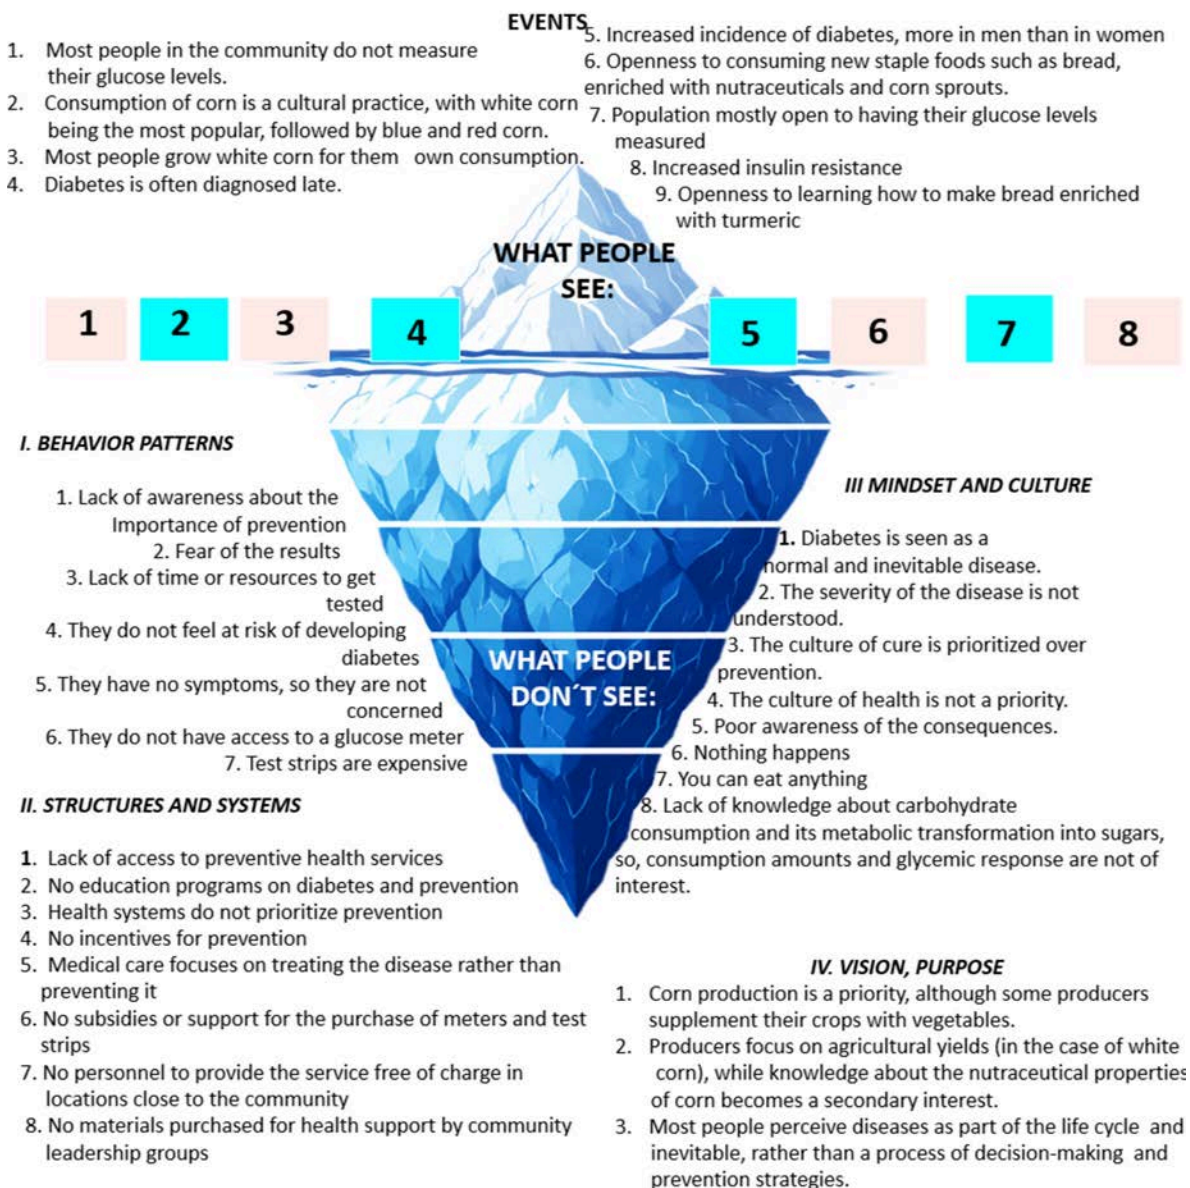 EVENTS
1. Most people in the community do not measure
their glucose levels.
2. Consumption of corn is a cultural practice, with white corn
being the most popular, followed by blue and red corn.
3. Most people grow white corn for them own consumption.
4. Diabetes is often diagnosed late.
5. Increased incidence of diabetes, more in men than in women
6. Openness to consuming new staple foods such as bread,
enriched with nutraceuticals and corn sprouts.
7. Population mostly open to having their glucose levels
measured
8. Increased insulin resistance
9. Openness to learning how to make bread enriched
with turmeric
WHAT PEOPLE
SEE:
1 2 3 4 5 6 7 8
I. BEHAVIOR PATTERNS
1. Lack of awareness about the
Importance of prevention
2. Fear of the results
3. Lack of time or resources to get
tested
4. They do not feel at risk of developing
diabetes
5. They have no symptoms, so they are not
concerned
6. They do not have access to a glucose meter
7. Test strips are expensive
WHAT PEOPLE
DON´T SEE:
II. STRUCTURES AND SYSTEMS
1. Lack of access to preventive health services
2. No education programs on diabetes and prevention
3. Health systems do not prioritize prevention
4. No incentives for prevention
5. Medical care focuses on treating the disease rather than
preventing it
6. No subsidies or support for the purchase of meters and test
strips
7. No personnel to provide the service free of charge in
locations close to the community
8. No materials purchased for health support by community
leadership groups
III MINDSET AND CULTURE
1. Diabetes is seen as a
normal and inevitable disease.
2. The severity of the disease is not
understood.
3. The culture of cure is prioritized over
prevention.
4. The culture of health is not a priority.
5. Poor awareness of the consequences.
6. Nothing happens
7. You can eat anything
8. Lack of knowledge about carbohydrate
consumption and its metabolic transformation into sugars,
so, consumption amounts and glycemic response are not of
interest.
IV. VISION, PURPOSE
1. Corn production is a priority, although some producers
supplement their crops with vegetables.
2. Producers focus on agricultural yields (in the case of white
corn), while knowledge about the nutraceutical properties
of corn becomes a secondary interest.
3. Most people perceive diseases as part of the life cycle and
inevitable, rather than a process of decision-making and
prevention strategies.